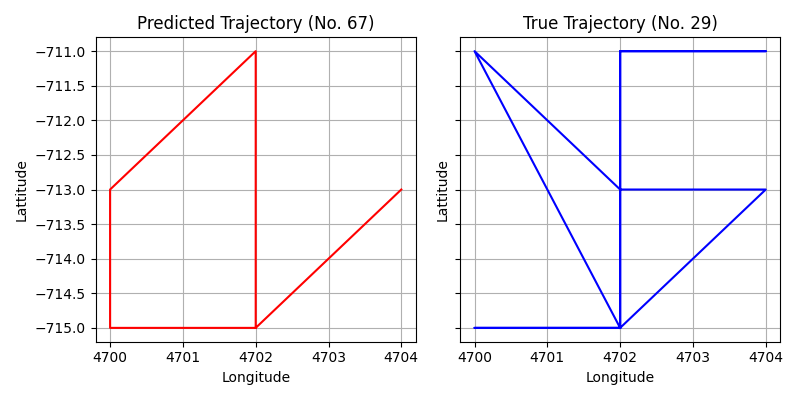 Predicted Trajectory (No. 67)
True Trajectory (No. 29)
−711.0
−711.5
−712.0
−712.5
−713.0
−713.5
−714.0
−714.5
−715.0
Lattitude
Lattitude
4700 4701 4702 4703 4704
4700 4701 4702 4703 4704
Longitude
Longitude